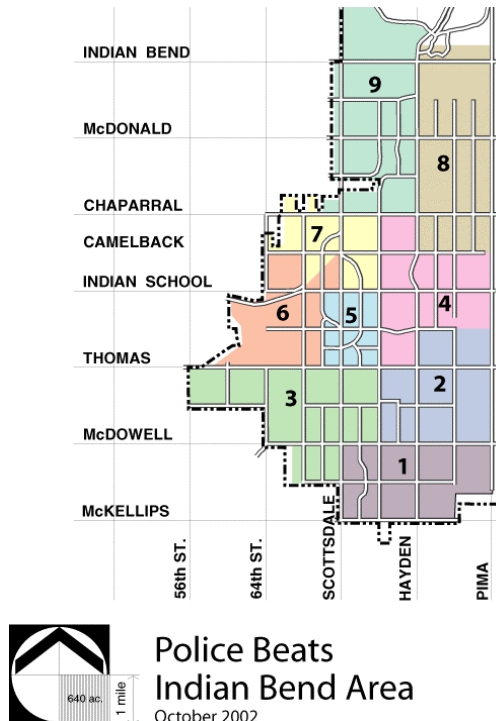 INDIAN BEND
9
McDONALD
8
CHAPARRAL
7
CAMELBACK
INDIAN SCHOOL
6
5
4
THOMAS
2
3
McDOWELL
1
McKELLIPS
56th ST.
64th ST.
SCOTTSDALE
HAYDEN
PIMA
640 ac.
1 mile
Police Beats
Indian Bend Area
October 2002